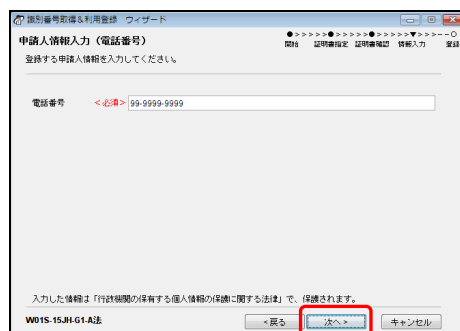 識別番号取得&利用登録 ウィザード
申請人情報入力(電話番号)
●>>>>>●>>>>>●>>>>>▼>>>--○
開始 証明書指定 証明書確認 情報入力 登録
登録する申請人情報を入力してください。
電話番号 <必須> 99-9999-9999
入力した情報は「行政機関の保有する個人情報の保護に関する法律」で、保護されます。
W01S-15JH-G1-A法 <戻る 次へ> キャンセル